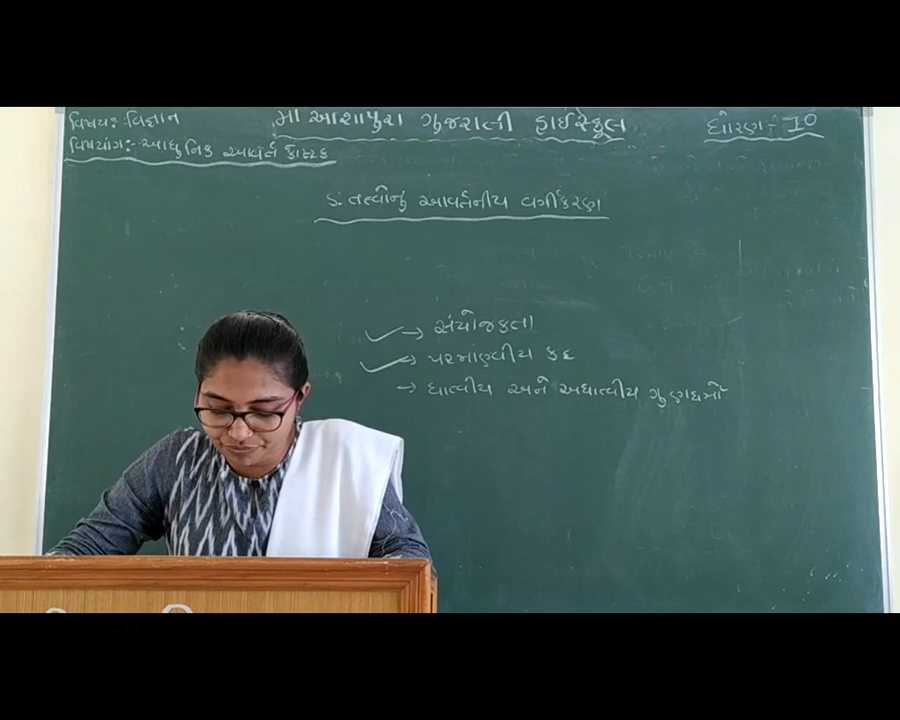 વિષય:-વિજ્ઞાન
મા આશાપુરા ગુજરાતી હાઈસ્કૂલ
ધોરણ:- 10
વિષયાંગ:- આધુનિક આવર્ત કોષ્ટક
5. તત્વોનું આવર્તનીય વર્ગીકરણ
✓→ સંયોજકતા
✓→ પરમાણ્વીય કદ
→ ધાત્વીય અને અધાત્વીય ગુણધર્મો